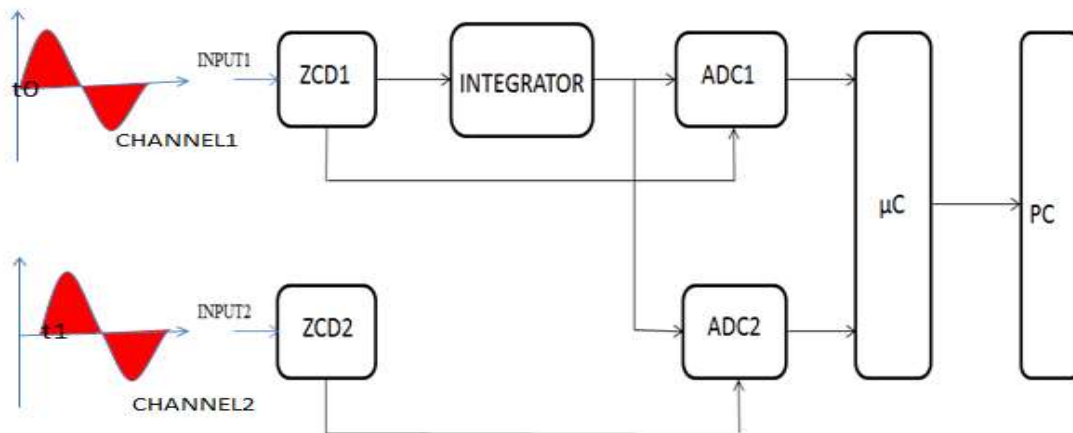 t0
INPUT1
CHANNEL1
ZCD1
INTEGRATOR
ADC1
µC
PC
t1
INPUT2
CHANNEL2
ZCD2
ADC2